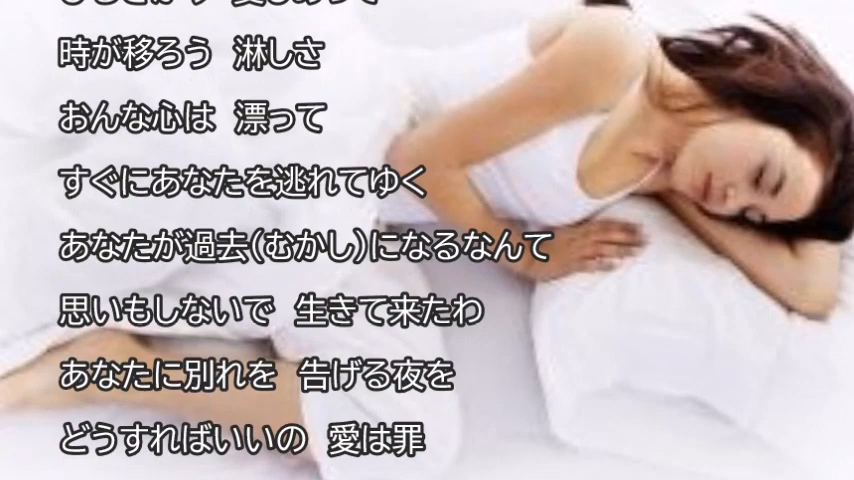 時が移ろう　淋しさ
おんな心は　漂って
すぐにあなたを逃れてゆく
あなたが過去(むかし)になるなんて
思いもしないで　生きて来たわ
あなたに別れを　告げる夜を
どうすればいいの　愛は罪